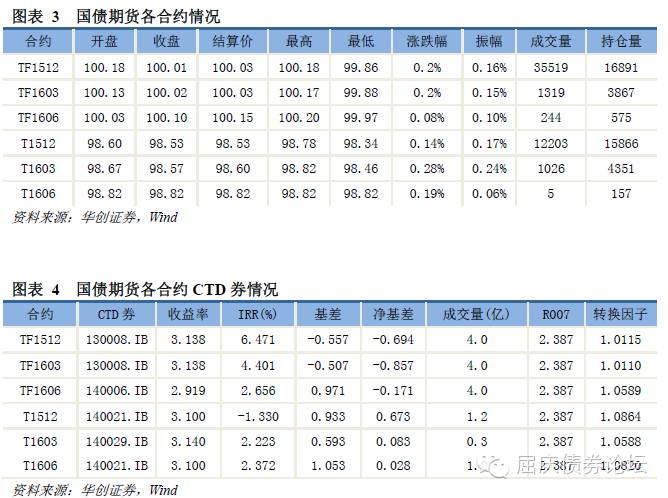 图表 3 国债期货各合约情况
合约 开盘 收盘 结算价 最高 最低 涨跌幅 振幅 成交量 持仓量
TF1512 100.18 100.01 100.03 100.18 99.86 0.2% 0.16% 35519 16891
TF1603 100.13 100.02 100.03 100.17 99.88 0.2% 0.15% 1319 3867
TF1606 100.03 100.10 100.15 100.20 99.97 0.08% 0.10% 244 575
T1512 98.60 98.53 98.53 98.78 98.34 0.14% 0.17% 12203 15866
T1603 98.67 98.57 98.60 98.82 98.46 0.28% 0.24% 1026 4351
T1606 98.82 98.82 98.82 98.82 98.82 0.19% 0.06% 5 157
资料来源：华创证券，Wind
图表 4 国债期货各合约 CTD 券情况
合约 CTD 券 收益率 IRR(%) 基差 净基差 成交量(亿) R007 转换因子
TF1512 130008.IB 3.138 6.471 -0.557 -0.694 4.0 2.387 1.0115
TF1603 130008.IB 3.138 4.401 -0.507 -0.857 4.0 2.387 1.0110
TF1606 140006.IB 2.919 2.656 0.971 -0.171 4.0 2.387 1.0589
T1512 140021.IB 3.100 -1.330 0.933 0.673 1.2 2.387 1.0864
T1603 140029.IB 3.140 2.223 0.593 0.083 0.3 2.387 1.0588
T1606 140021.IB 3.100 2.372 1.053 0.028 2.387 1.0820
屈庆债券论坛
资料来源：华创证券，Wind